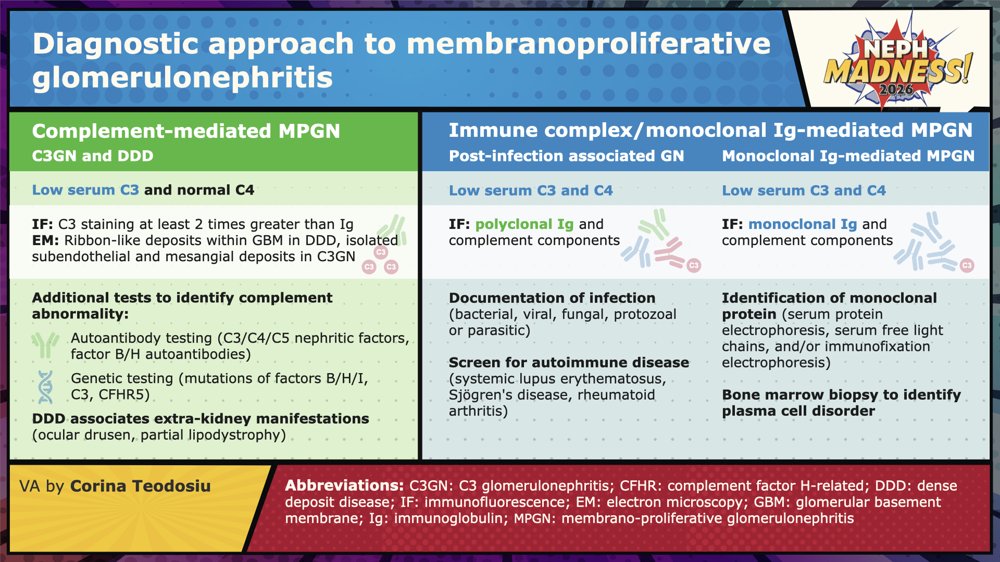 Diagnostic approach to membranoproliferative
glomerulonephritis
NEPH
MADNESS!
2026
Complement-mediated MPGN
C3GN and DDD
Low serum C3 and normal C4
IF: C3 staining at least 2 times greater than Ig
EM: Ribbon-like deposits within GBM in DDD, isolated
subendothelial and mesangial deposits in C3GN
C3
C3
C3
Additional tests to identify complement
abnormality:
Autoantibody testing (C3/C4/C5 nephritic factors,
factor B/H autoantibodies)
Genetic testing (mutations of factors B/H/I,
C3, CFHR5)
DDD associates extra-kidney manifestations
(ocular drusen, partial lipodystrophy)
Immune complex/monoclonal Ig-mediated MPGN
Post-infection associated GN
Low serum C3 and C4
IF: polyclonal Ig and
complement components
C3
Documentation of infection
(bacterial, viral, fungal, protozoal
or parasitic)
Screen for autoimmune disease
(systemic lupus erythematosus,
Sjögren's disease, rheumatoid
arthritis)
Monoclonal Ig-mediated MPGN
Low serum C3 and C4
IF: monoclonal Ig and
complement components
C3
Identification of monoclonal
protein (serum protein
electrophoresis, serum free light
chains, and/or immunofixation
electrophoresis)
Bone marrow biopsy to identify
plasma cell disorder
VA by Corina Teodosiu
Abbreviations: C3GN: C3 glomerulonephritis; CFHR: complement factor H-related; DDD: dense
deposit disease; IF: immunofluorescence; EM: electron microscopy; GBM: glomerular basement
membrane; Ig: immunoglobulin; MPGN: membrano-proliferative glomerulonephritis